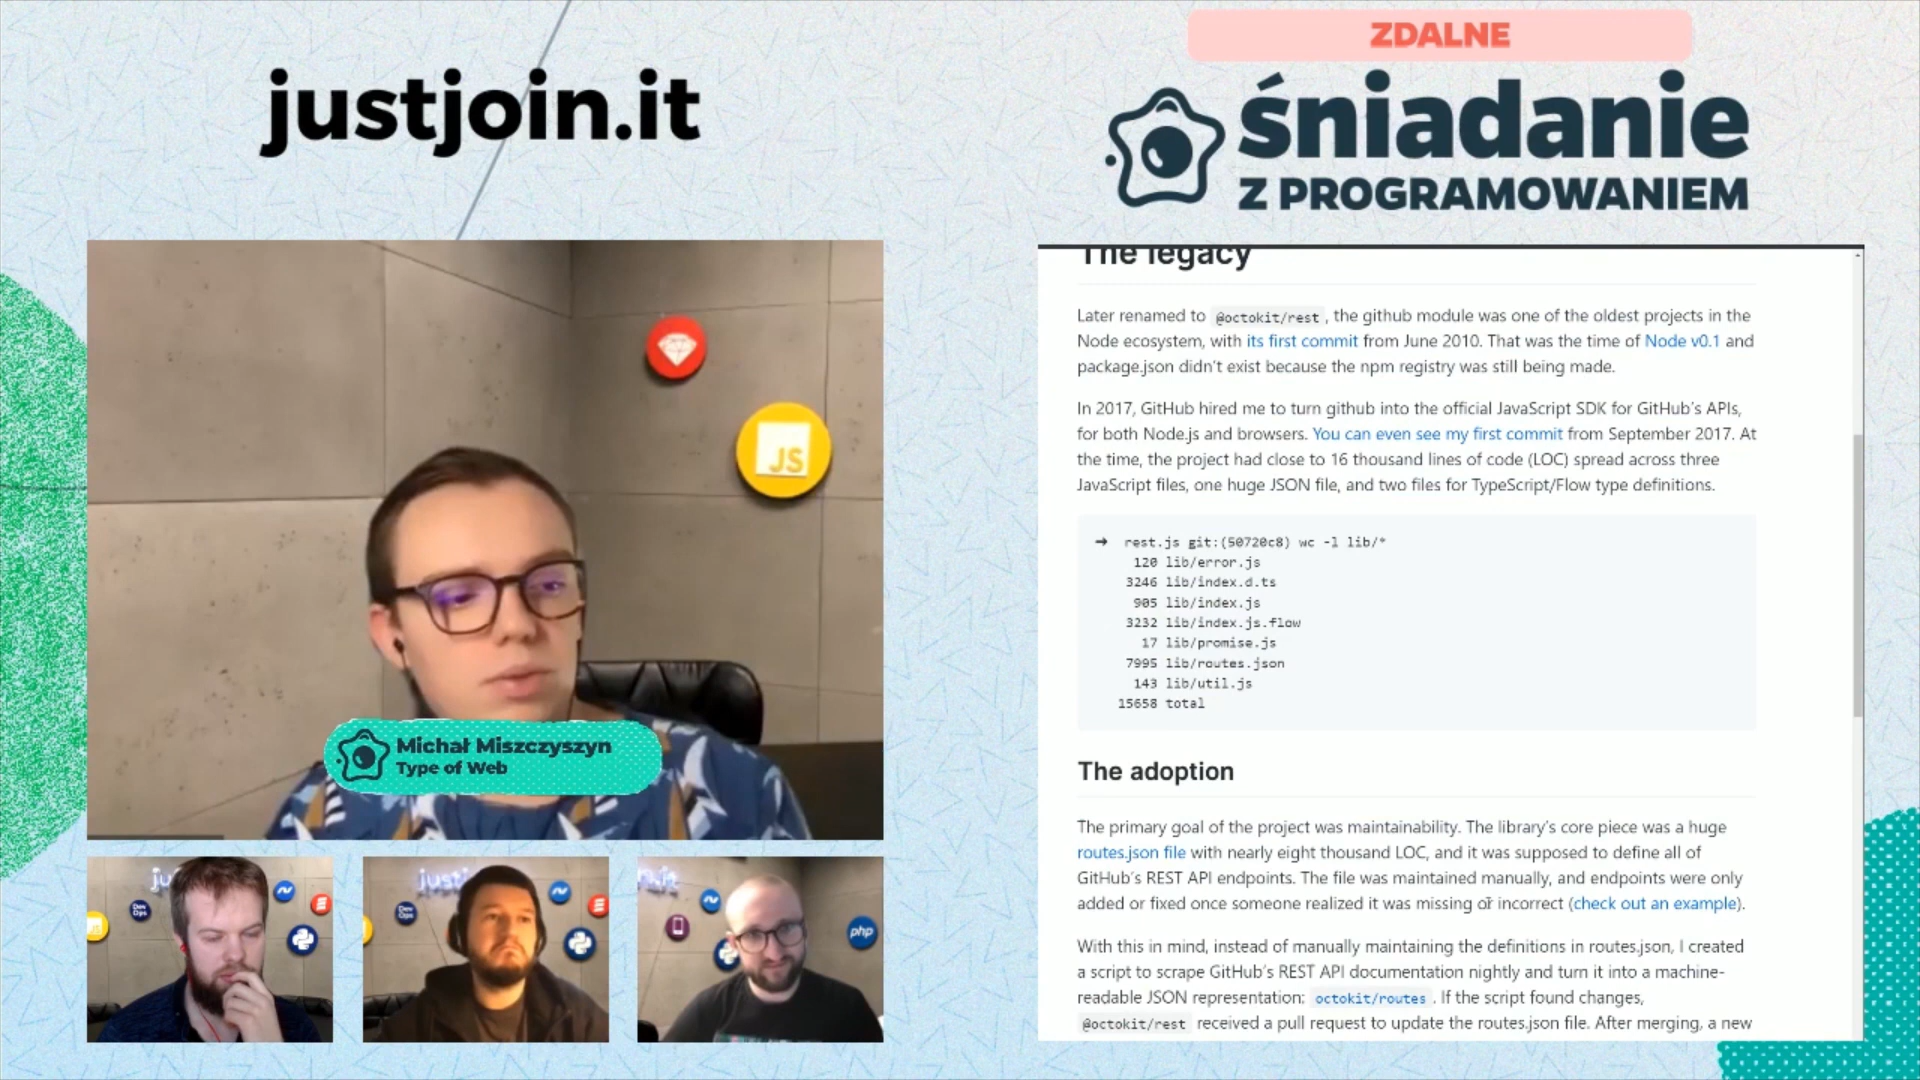 justjoin.it
ZDALNE
śniadanie
Z PROGRAMOWANIEM
JS
Michał Miszczyszyn
Type of Web
ju
DevOps
just
DevOps
n.it
php
The legacy
Later renamed to @octokit/rest, the github module was one of the oldest projects in the
Node ecosystem, with its first commit from June 2010. That was the time of Node v0.1 and
package.json didn't exist because the npm registry was still being made.
In 2017, GitHub hired me to turn github into the official JavaScript SDK for GitHub's APIs,
for both Node.js and browsers. You can even see my first commit from September 2017. At
the time, the project had close to 16 thousand lines of code (LOC) spread across three
JavaScript files, one huge JSON file, and two files for TypeScript/Flow type definitions.
➜ rest.js git:(50720c8) wc -l lib/*
120 lib/error.js
3246 lib/index.d.ts
905 lib/index.js
3232 lib/index.js.flow
17 lib/promise.js
7995 lib/routes.json
143 lib/util.js
15658 total
The adoption
The primary goal of the project was maintainability. The library's core piece was a huge
routes.json file with nearly eight thousand LOC, and it was supposed to define all of
GitHub's REST API endpoints. The file was maintained manually, and endpoints were only
added or fixed once someone realized it was missing or incorrect (check out an example).
With this in mind, instead of manually maintaining the definitions in routes.json, I created
a script to scrape GitHub's REST API documentation nightly and turn it into a machine-
readable JSON representation: octokit/routes. If the script found changes,
@octokit/rest received a pull request to update the routes.json file. After merging, a new